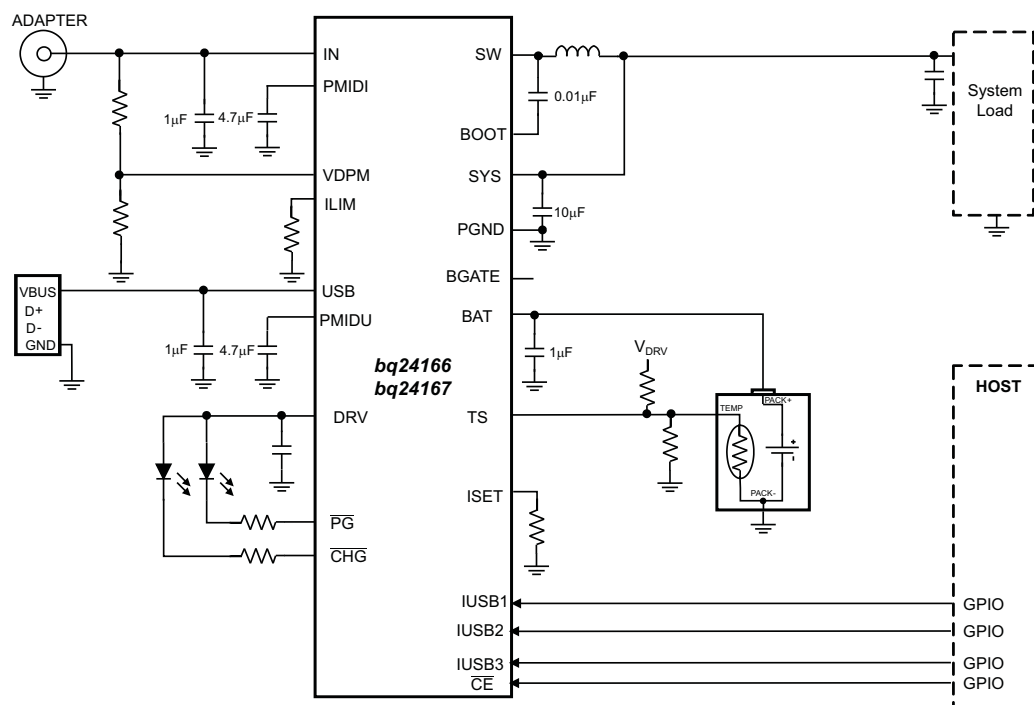 ADAPTER
IN
PMIDI
1μF
4.7μF
VDPM
ILIM
VBUS
D+
D-
GND
USB
PMIDU
1μF
4.7μF
bq24166
bq24167
DRV
PG
CHG
SW
0.01μF
BOOT
SYS
10μF
PGND
BGATE
BAT
1μF
VDRV
TS
TEMP
PACK+
+
-
PACK-
ISET
IUSB1
IUSB2
IUSB3
CE
System
Load
HOST
GPIO
GPIO
GPIO
GPIO